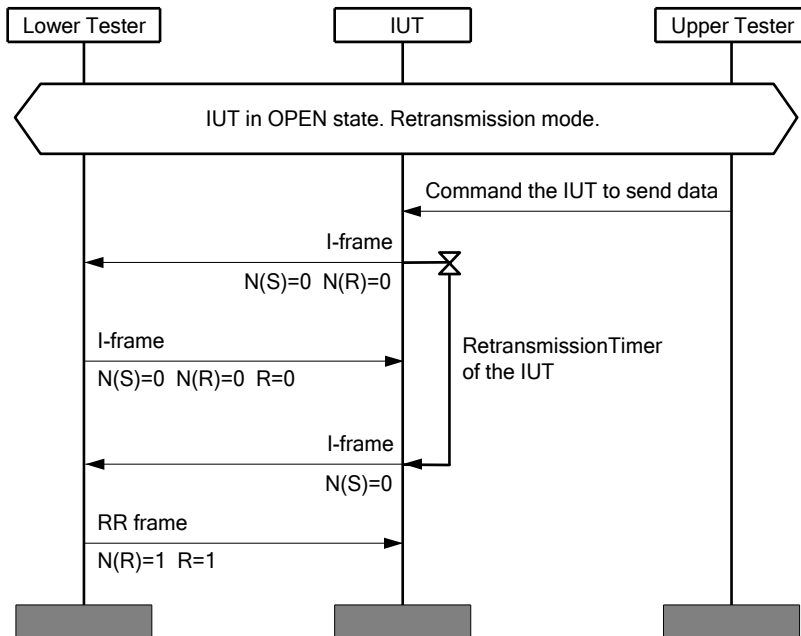 Lower Tester
IUT
Upper Tester
IUT in OPEN state. Retransmission mode.
Command the IUT to send data
I-frame
N(S)=0 N(R)=0
I-frame
N(S)=0 N(R)=0 R=0
RetransmissionTimer
of the IUT
I-frame
N(S)=0
RR frame
N(R)=1 R=1